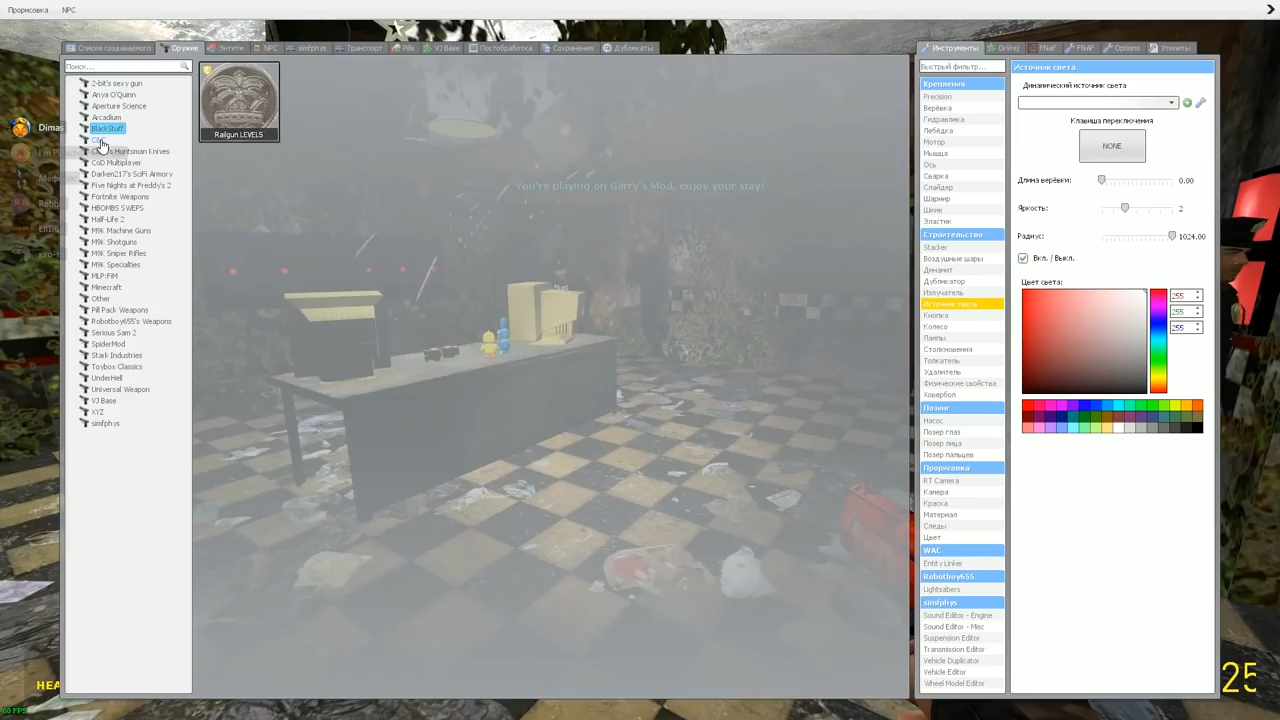 Прорисовка NPC
Списки создаваемого Оружие Энтити NPC simfphys Транспорт Pills VJ Base Постобработка Сохранения Дубликаты
Поиск...
2-bit's sexy gun
Anya O'Quinn
Aperture Science
Arcadium
BlackStuff
Huntsman Knives
CoD Multiplayer
Darken217's SciFi Armory
Five Nights at Freddy's 2
Fortnite Weapons
HBOMBS SWEPS
Half-Life 2
M9K Machine Guns
M9K Shotguns
M9K Sniper Rifles
M9K Specialties
MLP:FiM
Minecraft
Other
Pill Pack Weapons
Robotboy655's Weapons
Serious Sam 2
SpiderMod
Stark Industries
Toybox Classics
UnderHell
Universal Weapon
VJ Base
XYZ
simfphys
Dimas
Railgun LEVEL5
You're playing on Garry's Mod, enjoy your stay!
HEA
60 FPS
25
Инструменты DrVrej FNaF FNAF Options Утилиты
Быстрый фильтр...
Крепления
Precision
Верёвка
Гидравлика
Лебёдка
Мотор
Мышца
Ось
Сварка
Слайдер
Шарнир
Шкив
Эластик
Строительство
Stacker
Воздушные шары
Динамит
Дубликатор
Излучатель
Источник света
Кнопка
Колесо
Лампы
Столкновения
Толкатель
Удалитель
Физические свойства
Ховербол
Позинг
Насос
Позер глаз
Позер лица
Позер пальцев
Прорисовка
RT Camera
Камера
Краска
Материал
Следы
Цвет
WAC
Entity Linker
Robotboy655
Lightsabers
simfphys
Sound Editor - Engine
Sound Editor - Misc
Suspension Editor
Transmission Editor
Vehicle Duplicator
Vehicle Editor
Wheel Model Editor
Источник света
Динамический источник света
Клавиша переключения
NONE
Длина верёвки: 0.00
Яркость: 2
Радиус: 1024.00
Вкл. / Выкл.
Цвет света:
255
255
255